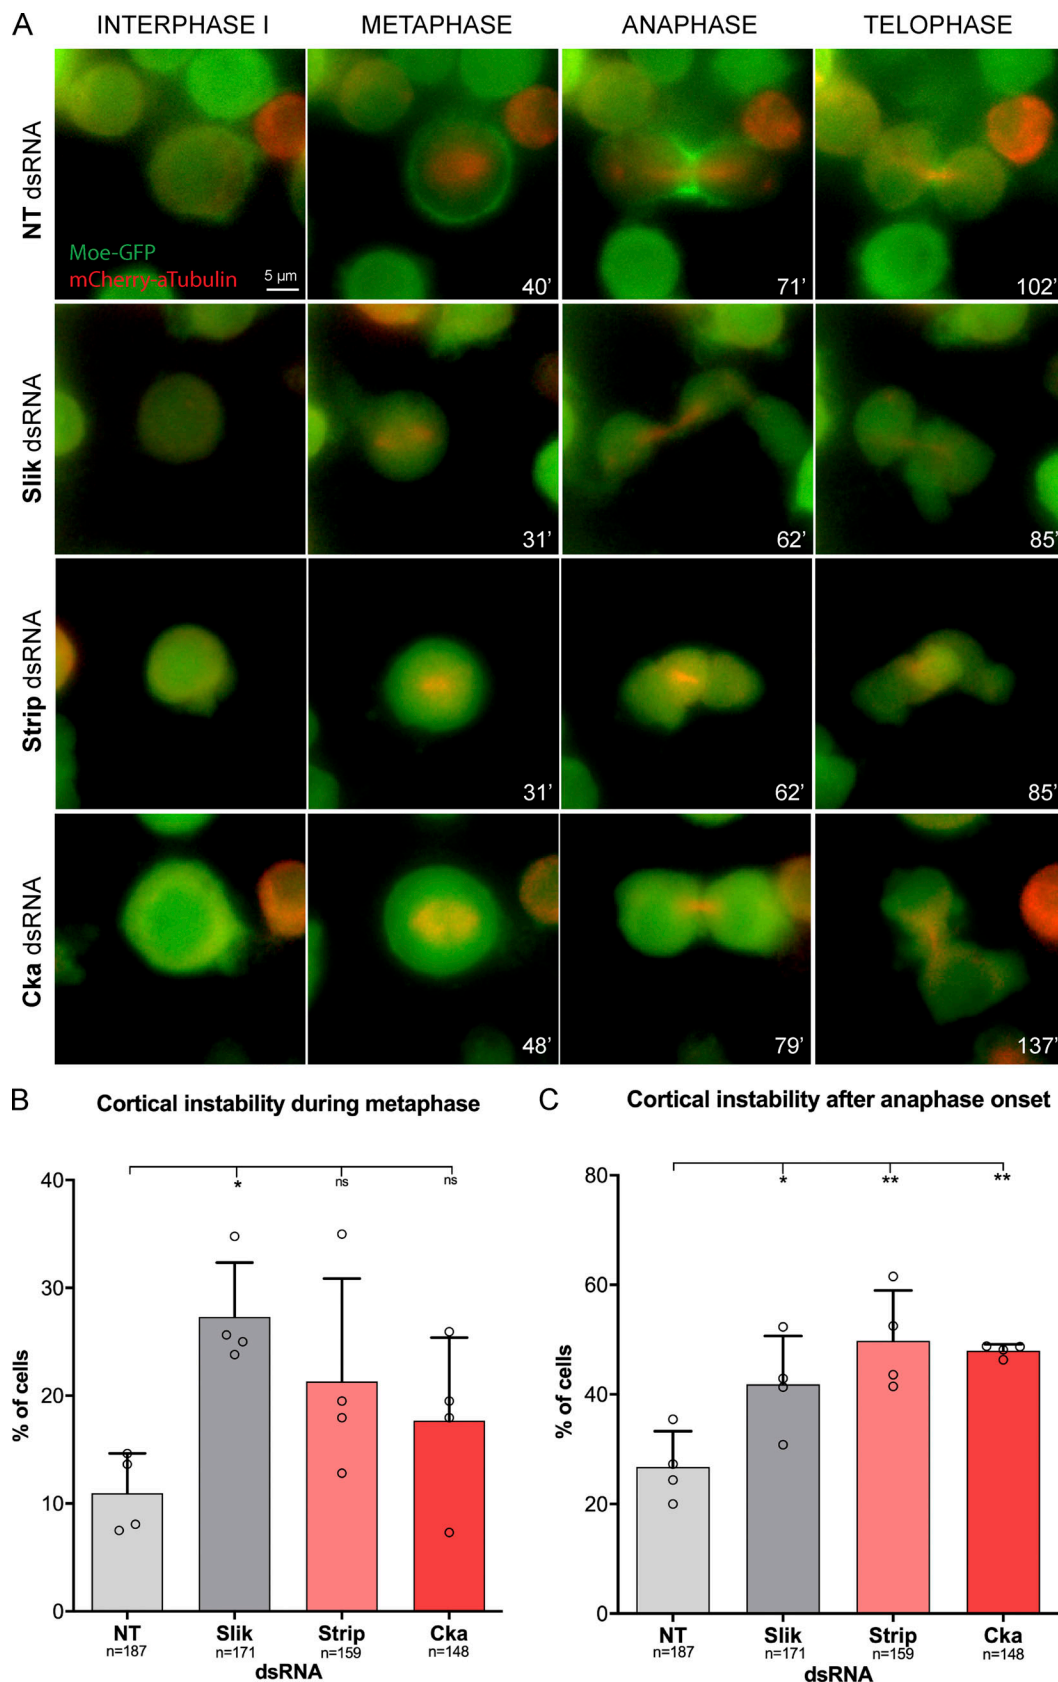 A
INTERPHASE I METAPHASE ANAPHASE TELOPHASE
NT dsRNA
Moe-GFP
mCherry-aTubulin
5 µm
40’ 71’ 102’
Slik dsRNA
31’ 62’ 85’
Strip dsRNA
31’ 62’ 85’
Cka dsRNA
48’ 79’ 137’
B
Cortical instability during metaphase
* ns ns
40
30
20
10
0
% of cells
NT Slik Strip Cka
n=187 n=171 n=159 n=148
dsRNA
C
Cortical instability after anaphase onset
* ** **
80
60
40
20
0
% of cells
NT Slik Strip Cka
n=187 n=171 n=159 n=148
dsRNA